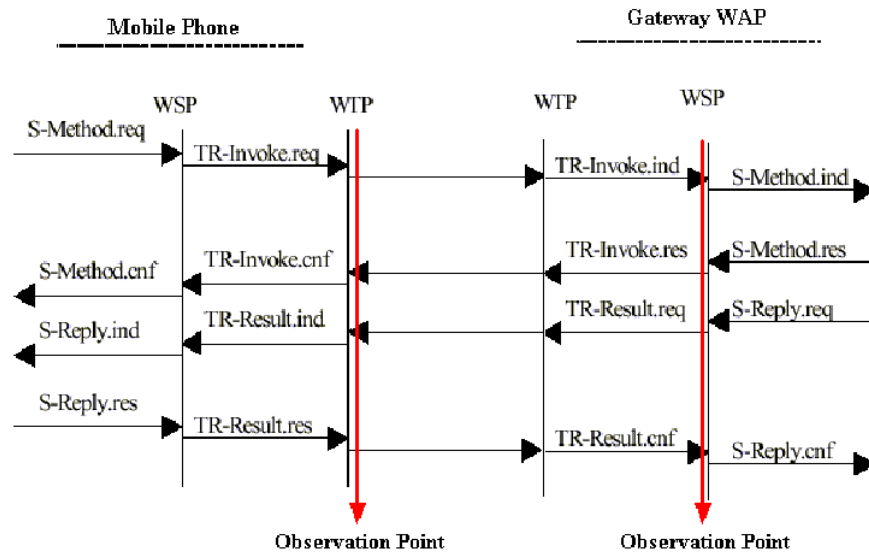 Mobile Phone
Gateway WAP
WSP
WTP
WTP
WSP
S-Method.req
TR-Invoke.req
TR-Invoke.ind
S-Method.ind
S-Method.cnf
TR-Invoke.cnf
TR-Invoke.res
S-Method.res
S-Reply.ind
TR-Result.ind
TR-Result.req
S-Reply.req
S-Reply.res
TR-Result.res
TR-Result.cnf
S-Reply.cnf
Observation Point
Observation Point